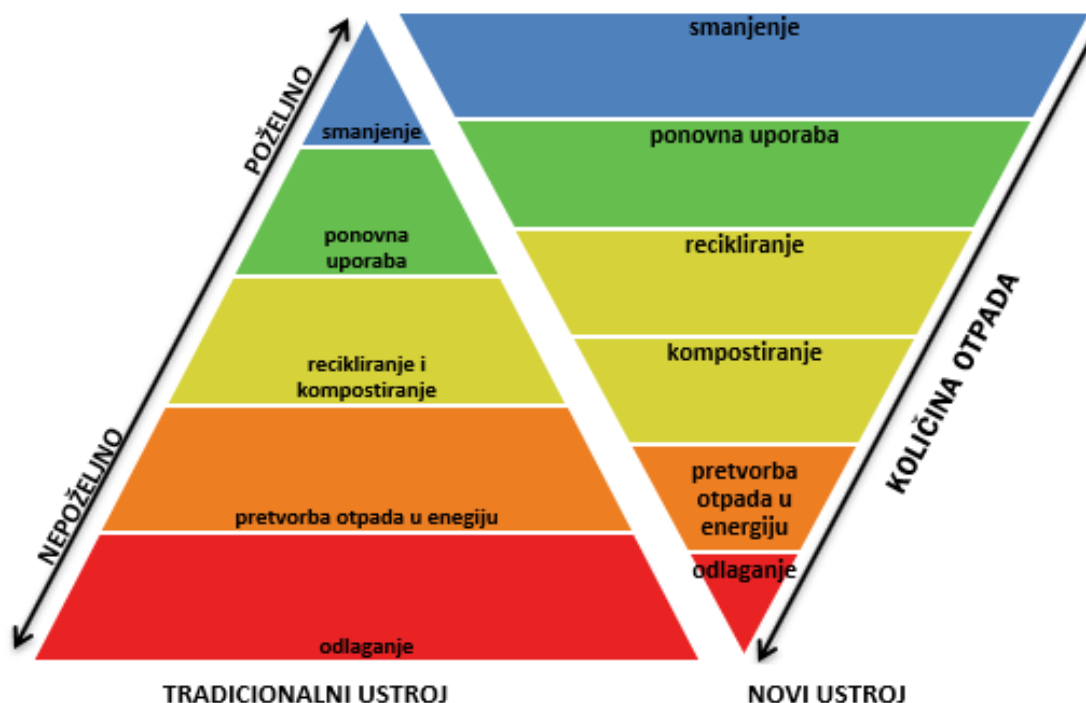 POŽELJNO
NEPOŽELJNO
smanjenje
ponovna
uporaba
recikliranje i
kompostiranje
pretvorba otpada u enegiju
odlaganje
TRADICIONALNI USTROJ
smanjenje
ponovna uporaba
recikliranje
kompostiranje
pretvorba
otpada u
energiju
odlaganje
KOLIČINA OTPADA
NOVI USTROJ